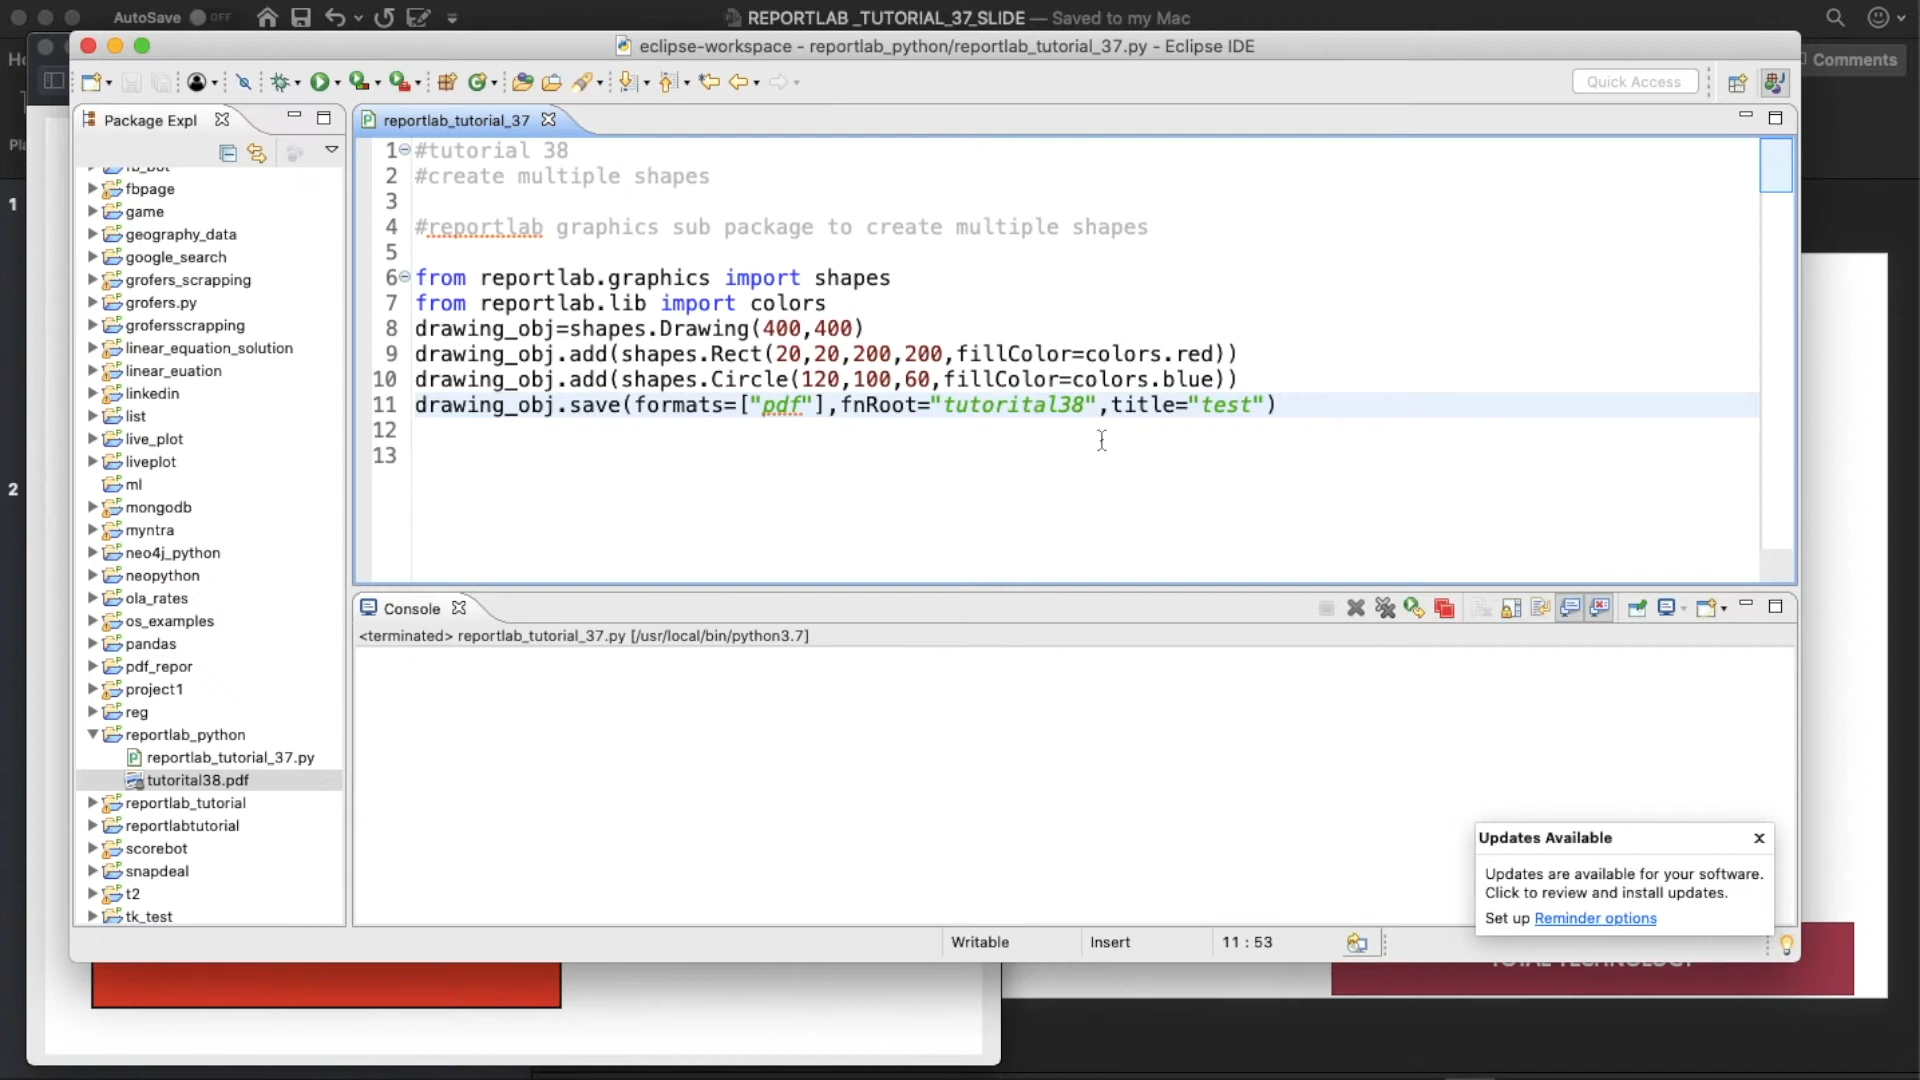 AutoSave OFF
REPORTLAB _TUTORIAL_37_SLIDE — Saved to my Mac
Comments
eclipse-workspace - reportlab_python/reportlab_tutorial_37.py - Eclipse IDE
Quick Access
Package Expl
reportlab_tutorial_37
fb_bot
fbpage
game
geography_data
google_search
grofers_scrapping
grofers.py
grofersscrapping
linear_equation_solution
linear_euation
linkedin
list
live_plot
liveplot
ml
mongodb
myntra
neo4j_python
neopython
ola_rates
os_examples
pandas
pdf_repor
project1
reg
reportlab_python
reportlab_tutorial_37.py
tutorital38.pdf
reportlab_tutorial
reportlabtutorial
scorebot
snapdeal
t2
tk_test
1
2
1 #tutorial 38
2 #create multiple shapes
3
4 #reportlab graphics sub package to create multiple shapes
5
6 from reportlab.graphics import shapes
7 from reportlab.lib import colors
8 drawing_obj=shapes.Drawing(400,400)
9 drawing_obj.add(shapes.Rect(20,20,200,200,fillColor=colors.red))
10 drawing_obj.add(shapes.Circle(120,100,60,fillColor=colors.blue))
11 drawing_obj.save(formats=["pdf"],fnRoot="tutorital38",title="test")
12
13
Console
<terminated> reportlab_tutorial_37.py [/usr/local/bin/python3.7]
Updates Available
Updates are available for your software.
Click to review and install updates.
Set up Reminder options
Writable
Insert
11 : 53
TOTAL TECHNOLOGY